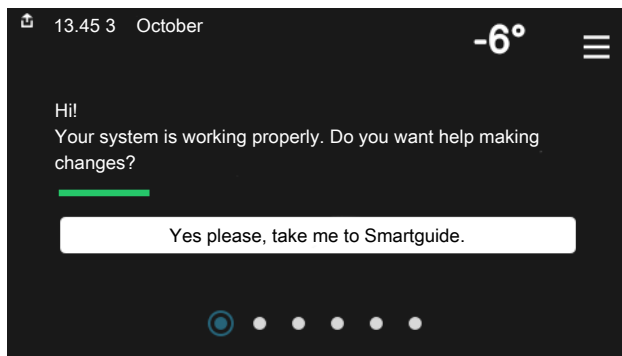 13.45 3 October
-6°
Hi!
Your system is working properly. Do you want help making
changes?
Yes please, take me to Smartguide.